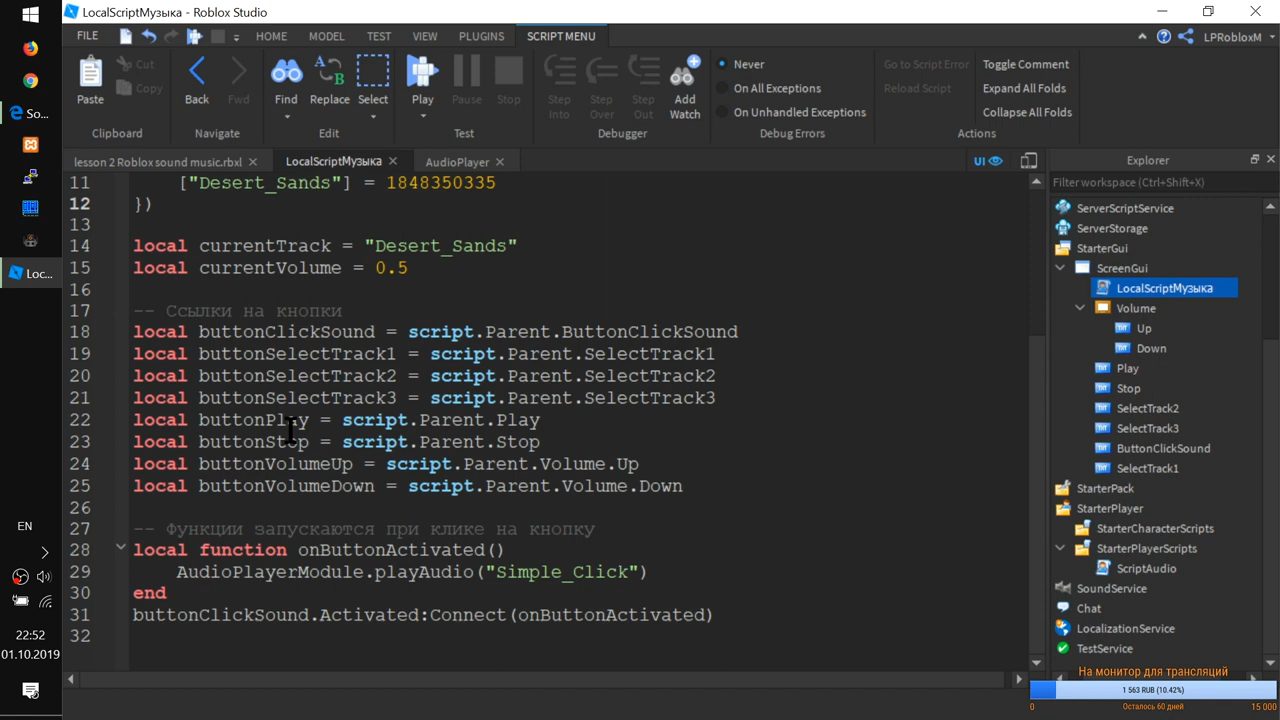 LocalScriptМузыка - Roblox Studio
FILE HOME MODEL TEST VIEW PLUGINS SCRIPT MENU LPRobloxM
Paste Cut Copy Back Fwd Find Replace Select Play Pause Stop Step Into Step Over Step Out Add Watch
Never
On All Exceptions
On Unhandled Exceptions
Go to Script Error
Reload Script
Toggle Comment
Expand All Folds
Collapse All Folds
Clipboard Navigate Edit Test Debugger Debug Errors Actions
lesson 2 Roblox sound music.rbxl LocalScriptМузыка AudioPlayer UI Explorer
Filter workspace (Ctrl+Shift+X)
11 ["Desert_Sands"] = 1848350335
12 })
13
14 local currentTrack = "Desert_Sands"
15 local currentVolume = 0.5
16
17 -- Ссылки на кнопки
18 local buttonClickSound = script.Parent.ButtonClickSound
19 local buttonSelectTrack1 = script.Parent.SelectTrack1
20 local buttonSelectTrack2 = script.Parent.SelectTrack2
21 local buttonSelectTrack3 = script.Parent.SelectTrack3
22 local buttonPlay = script.Parent.Play
23 local buttonStop = script.Parent.Stop
24 local buttonVolumeUp = script.Parent.Volume.Up
25 local buttonVolumeDown = script.Parent.Volume.Down
26
27 -- Функции запускаются при клике на кнопку
28 local function onButtonActivated()
29 AudioPlayerModule.playAudio("Simple_Click")
30 end
31 buttonClickSound.Activated:Connect(onButtonActivated)
32
ServerScriptService
ServerStorage
StarterGui
ScreenGui
LocalScriptМузыка
Volume
Up
Down
Play
Stop
SelectTrack2
SelectTrack3
ButtonClickSound
SelectTrack1
StarterPack
StarterPlayer
StarterCharacterScripts
StarterPlayerScripts
ScriptAudio
SoundService
Chat
LocalizationService
TestService
На монитор для трансляций
1 563 RUB (10.42%)
0 Осталось 60 дней 15 000
So...
Loc...
EN
22:52
01.10.2019